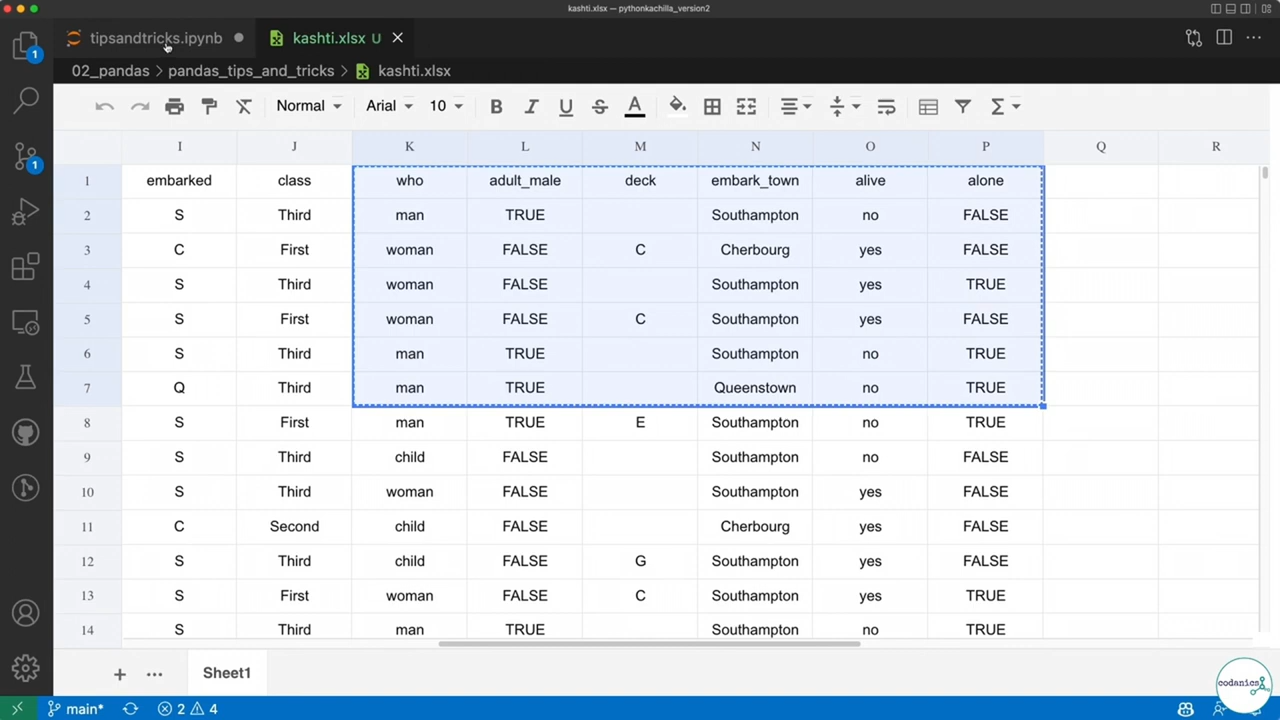 kashti.xlsx — pythonkachilla_version2
tipsandtricks.ipynb kashti.xlsx U
02_pandas > pandas_tips_and_tricks > kashti.xlsx
Normal Arial 10 B I U S A Σ
I J K L M N O P Q R
1 embarked class who adult_male deck embark_town alive alone
2 S Third man TRUE Southampton no FALSE
3 C First woman FALSE C Cherbourg yes FALSE
4 S Third woman FALSE Southampton yes TRUE
5 S First woman FALSE C Southampton yes FALSE
6 S Third man TRUE Southampton no TRUE
7 Q Third man TRUE Queenstown no TRUE
8 S First man TRUE E Southampton no TRUE
9 S Third child FALSE Southampton no FALSE
10 S Third woman FALSE Southampton yes FALSE
11 C Second child FALSE Cherbourg yes FALSE
12 S Third child FALSE G Southampton yes FALSE
13 S First woman FALSE C Southampton yes TRUE
14 S Third man TRUE Southampton no TRUE
+ ... Sheet1
main* 2 4
codanics
1
1